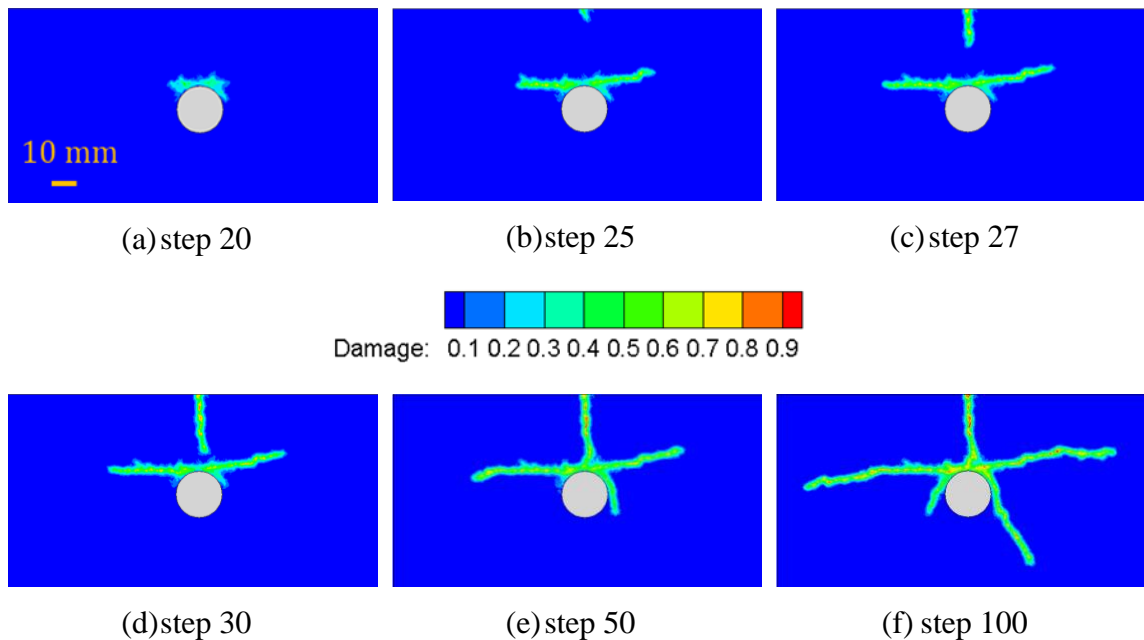 10 mm
(a) step 20
(b) step 25
(c) step 27
Damage: 0.1 0.2 0.3 0.4 0.5 0.6 0.7 0.8 0.9
(d) step 30
(e) step 50
(f) step 100